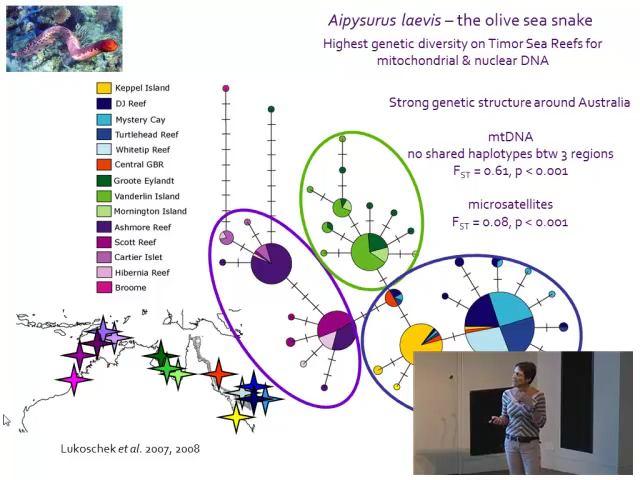 Aipysurus laevis – the olive sea snake
Highest genetic diversity on Timor Sea Reefs for
mitochondrial & nuclear DNA
Strong genetic structure around Australia
mtDNA
no shared haplotypes btw 3 regions
FST = 0.61, p < 0.001
microsatellites
FST = 0.08, p < 0.001
Keppel Island
DJ Reef
Mystery Cay
Turtlehead Reef
Whitetip Reef
Central GBR
Groote Eylandt
Vanderlin Island
Mornington Island
Ashmore Reef
Scott Reef
Cartier Islet
Hibernia Reef
Broome
Lukoschek et al. 2007, 2008